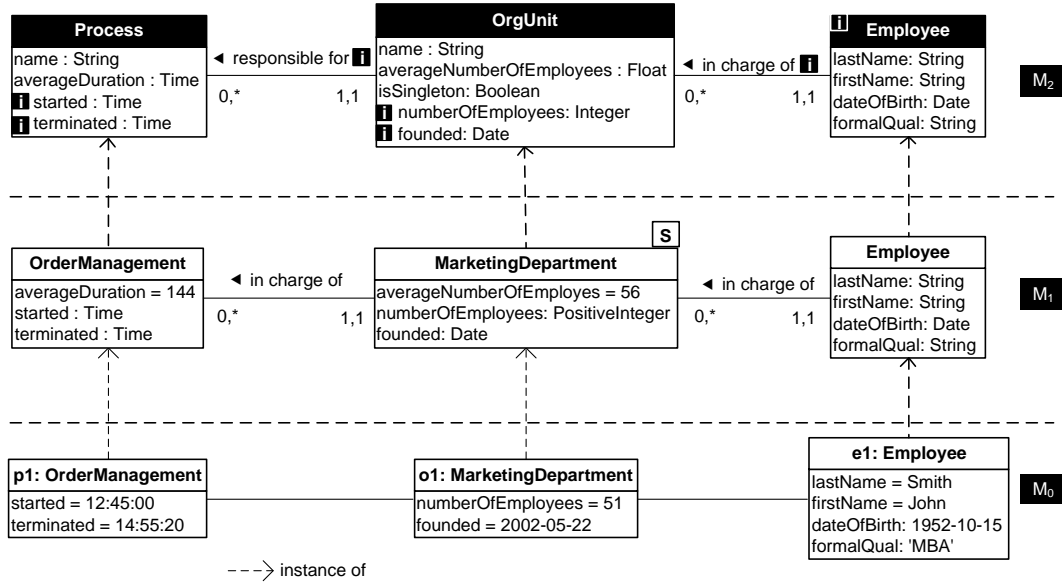 Process
name : String
averageDuration : Time
i started : Time
i terminated : Time
◄ responsible for i
0,*
1,1
OrgUnit
name : String
averageNumberOfEmployees : Float
isSingleton: Boolean
i numberOfEmployees: Integer
i founded: Date
◄ in charge of i
0,*
1,1
i
Employee
lastName: String
firstName: String
dateOfBirth: Date
formalQual: String
M2
OrderManagement
averageDuration = 144
started : Time
terminated : Time
◄ in charge of
0,*
1,1
S
MarketingDepartment
averageNumberOfEmployes = 56
numberOfEmployees: PositiveInteger
founded: Date
◄ in charge of
0,*
1,1
Employee
lastName: String
firstName: String
dateOfBirth: Date
formalQual: String
M1
p1: OrderManagement
started = 12:45:00
terminated = 14:55:20
o1: MarketingDepartment
numberOfEmployees = 51
founded = 2002-05-22
e1: Employee
lastName = Smith
firstName = John
dateOfBirth: 1952-10-15
formalQual: 'MBA'
M0
instance of